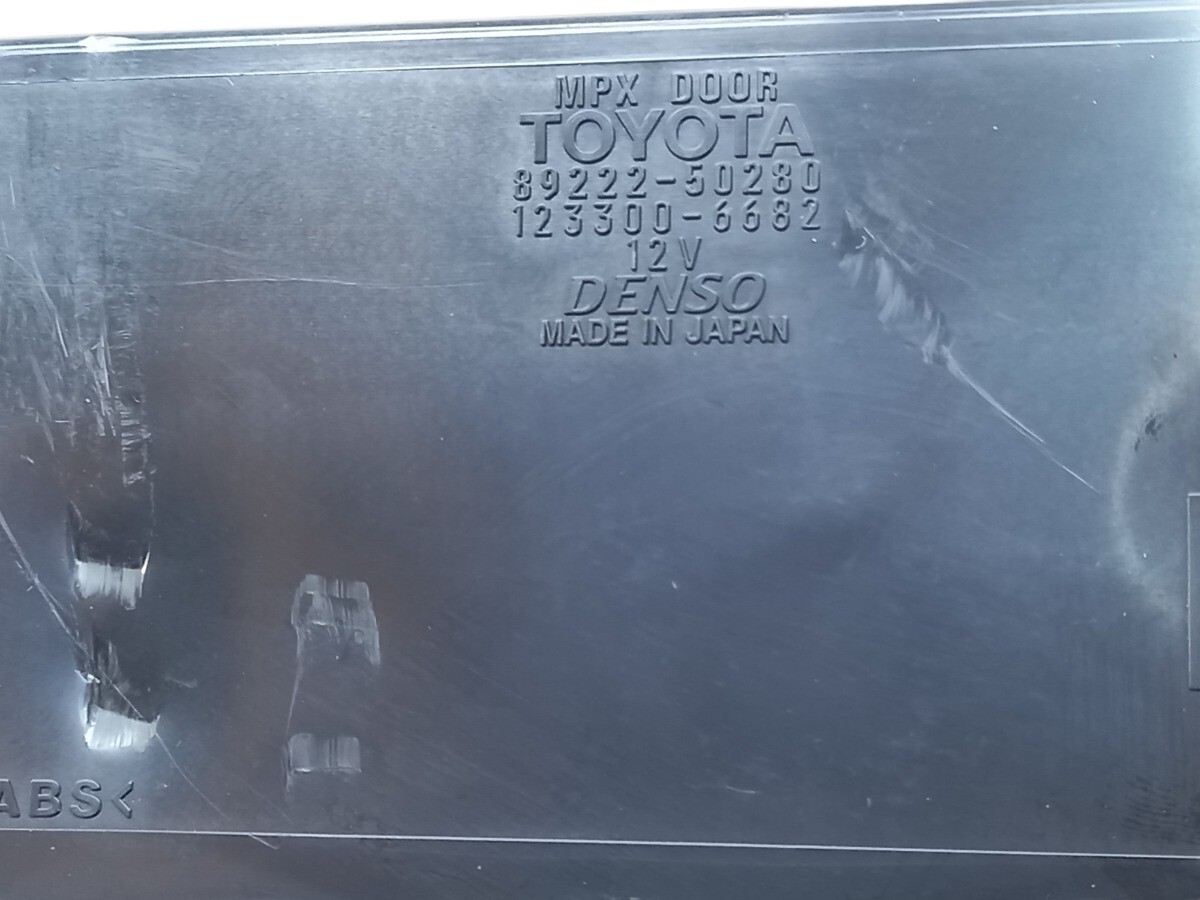 MPX DOOR
TOYOTA
89222-50280
123300-6682
12V
DENSO
MADE IN JAPAN
ABS<